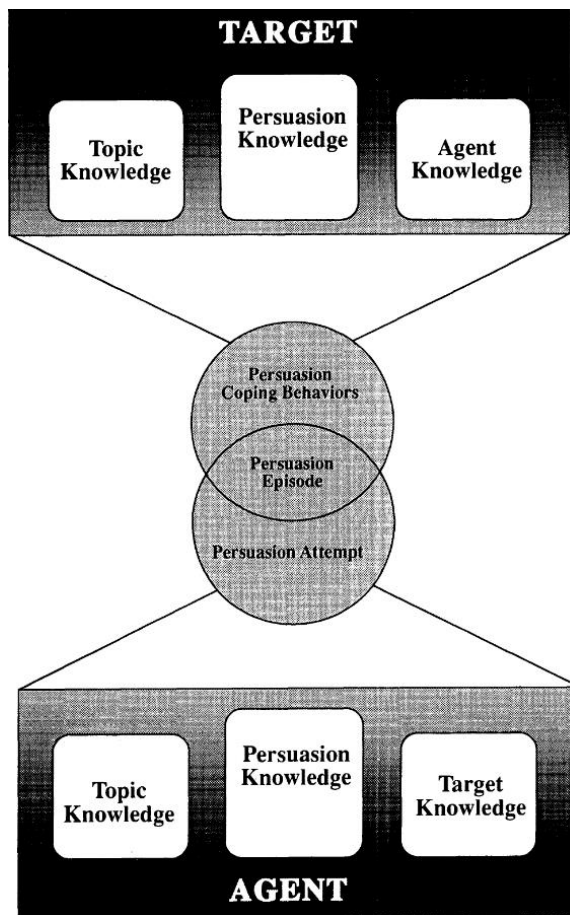 TARGET
Topic
Knowledge
Persuasion
Knowledge
Agent
Knowledge
Persuasion
Coping Behaviors
Persuasion
Episode
Persuasion Attempt
Topic
Knowledge
Persuasion
Knowledge
Target
Knowledge
AGENT